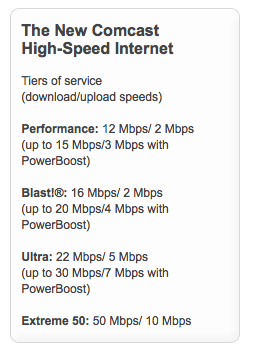 The New Comcast
High-Speed Internet
Tiers of service
(download/upload speeds)
Performance: 12 Mbps/ 2 Mbps
(up to 15 Mbps/3 Mbps with
PowerBoost)
Blast!®: 16 Mbps/ 2 Mbps
(up to 20 Mbps/4 Mbps with
PowerBoost)
Ultra: 22 Mbps/ 5 Mbps
(up to 30 Mbps/7 Mbps with
PowerBoost)
Extreme 50: 50 Mbps/ 10 Mbps